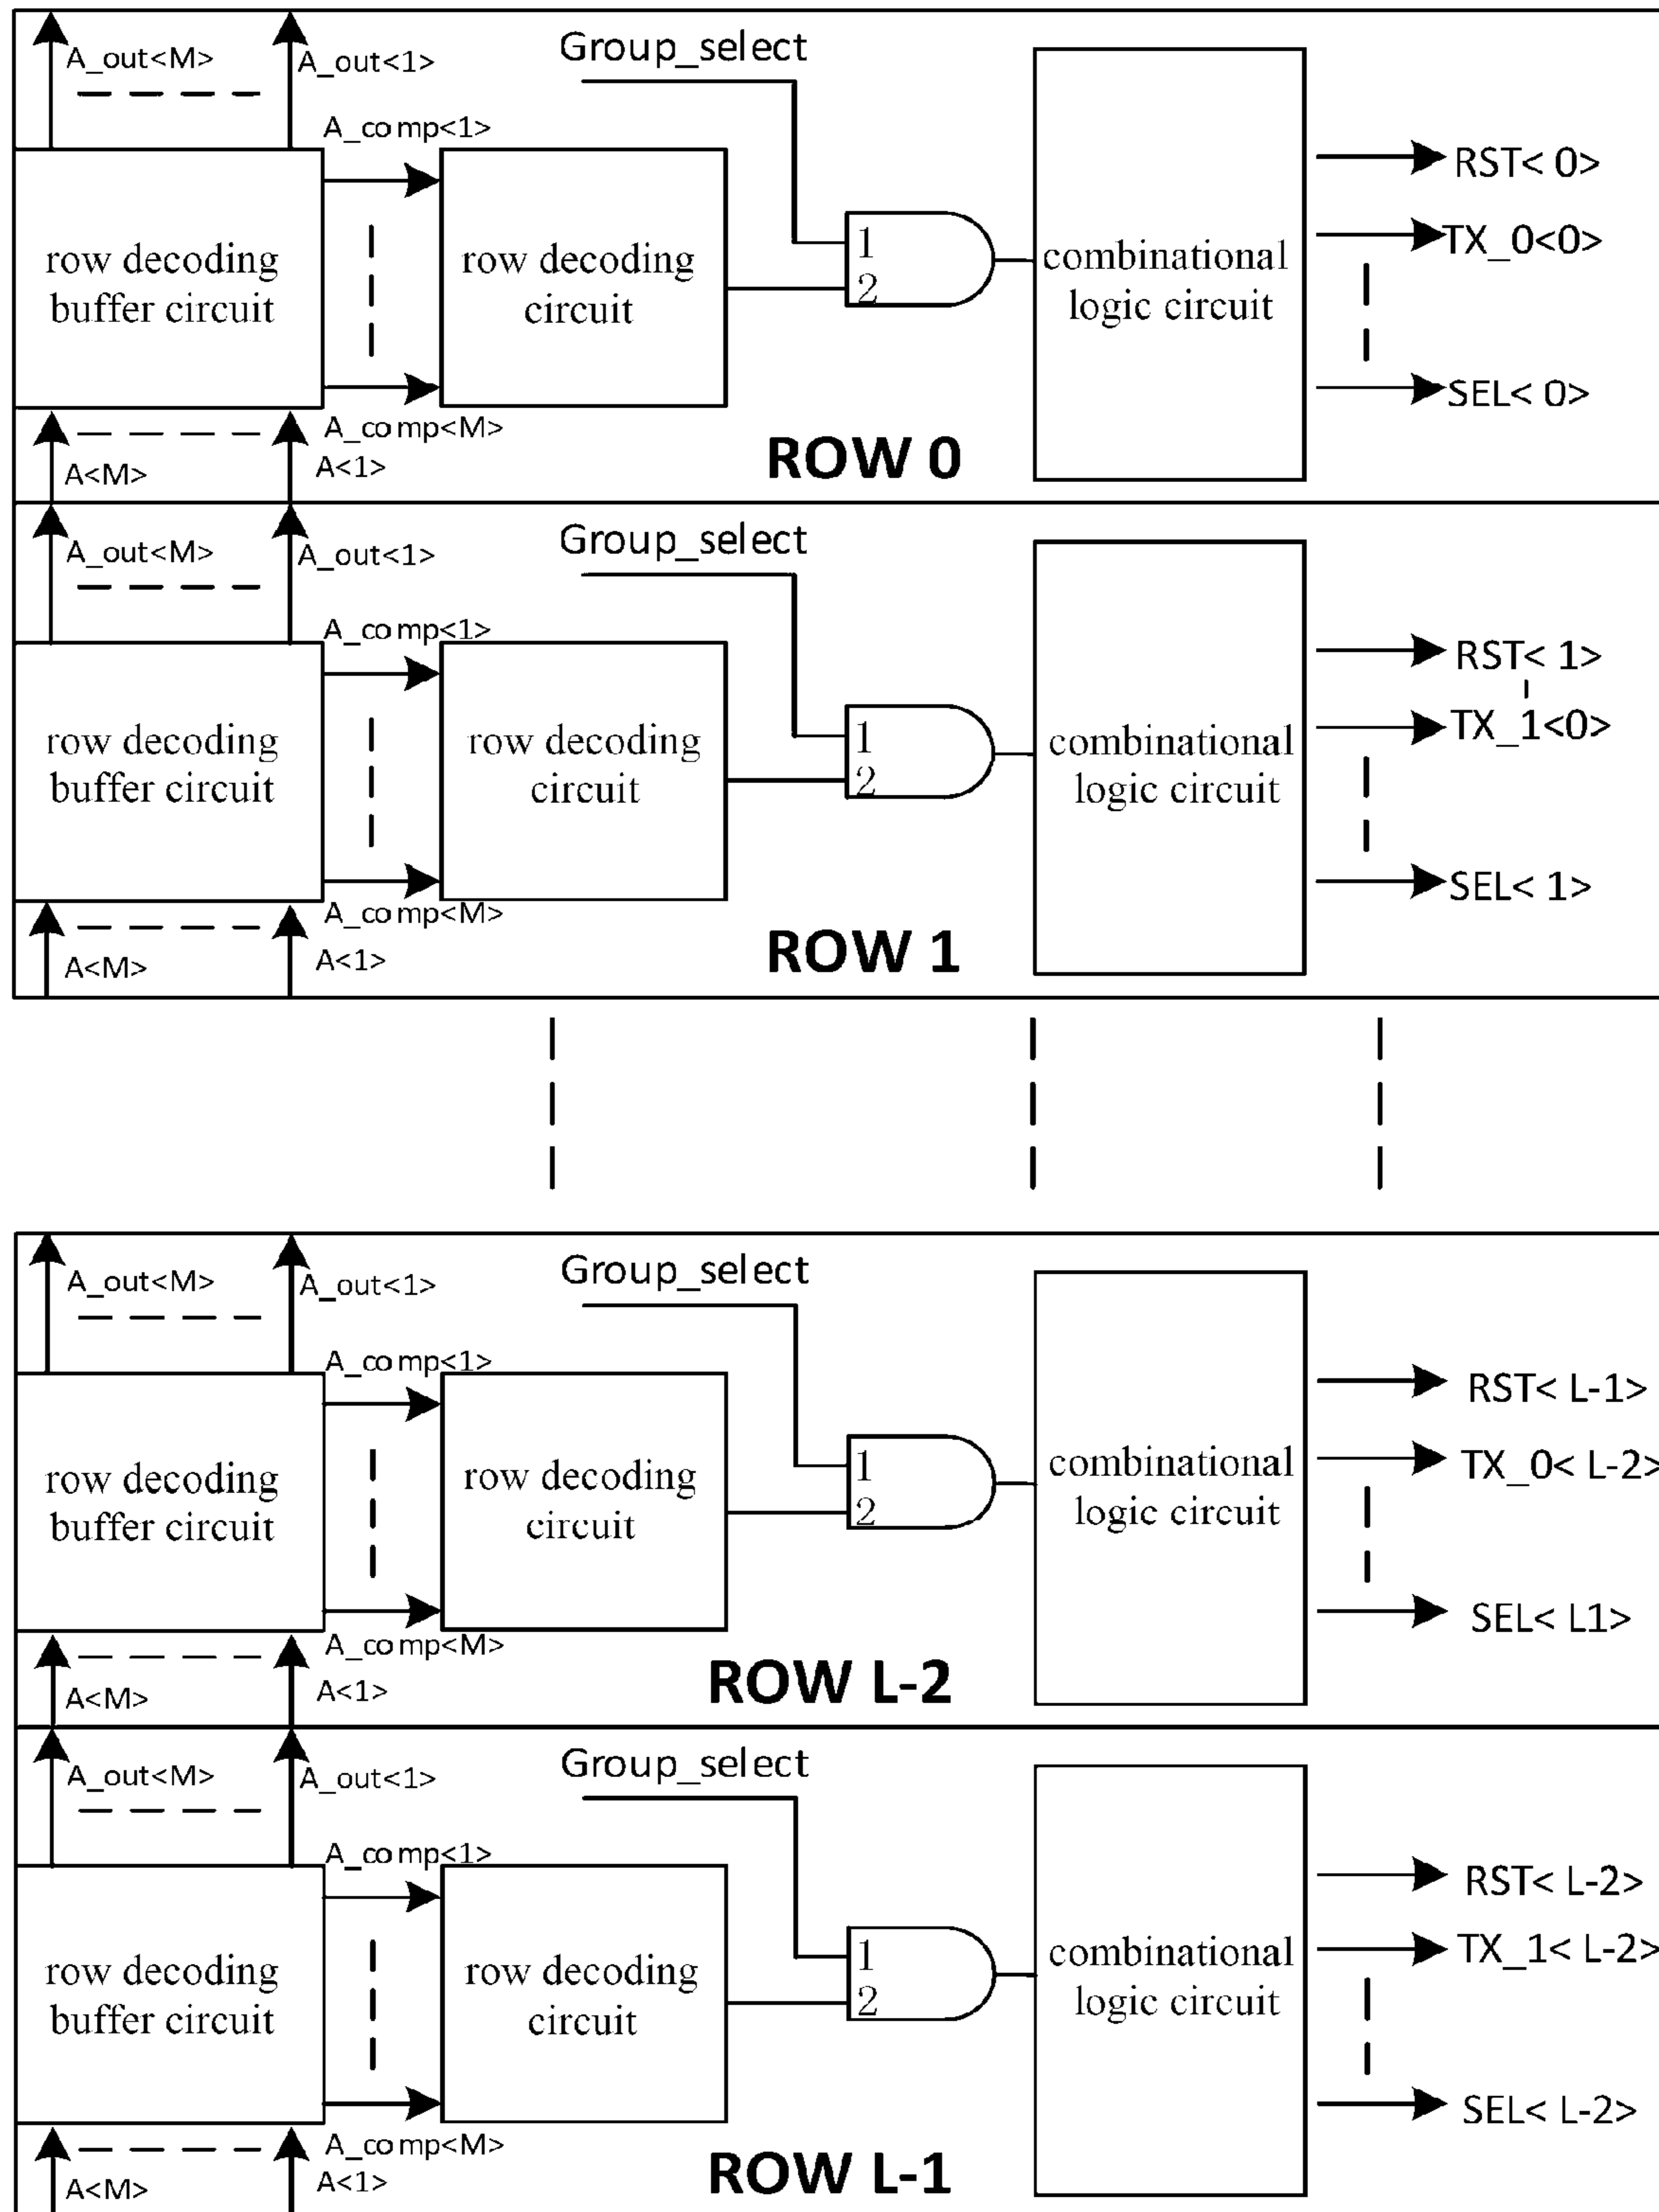 A_out<M>
A_out<1>
Group_select
A_comp<1>
RST< 0>
TX_0<0>
row decoding
buffer circuit
row decoding
circuit
1
2
combinational
logic circuit
SEL< 0>
A_comp<M>
A<M>
A<1>
ROW 0
A_out<M>
A_out<1>
Group_select
A_comp<1>
RST< 1>
TX_1<0>
row decoding
buffer circuit
row decoding
circuit
1
2
combinational
logic circuit
SEL< 1>
A_comp<M>
A<M>
A<1>
ROW 1
A_out<M>
A_out<1>
Group_select
A_comp<1>
RST< L-1>
TX_0< L-2>
row decoding
buffer circuit
row decoding
circuit
1
2
combinational
logic circuit
SEL< L1>
A_comp<M>
A<M>
A<1>
ROW L-2
A_out<M>
A_out<1>
Group_select
A_comp<1>
RST< L-2>
TX_1< L-2>
row decoding
buffer circuit
row decoding
circuit
1
2
combinational
logic circuit
SEL< L-2>
A_comp<M>
A<M>
A<1>
ROW L-1